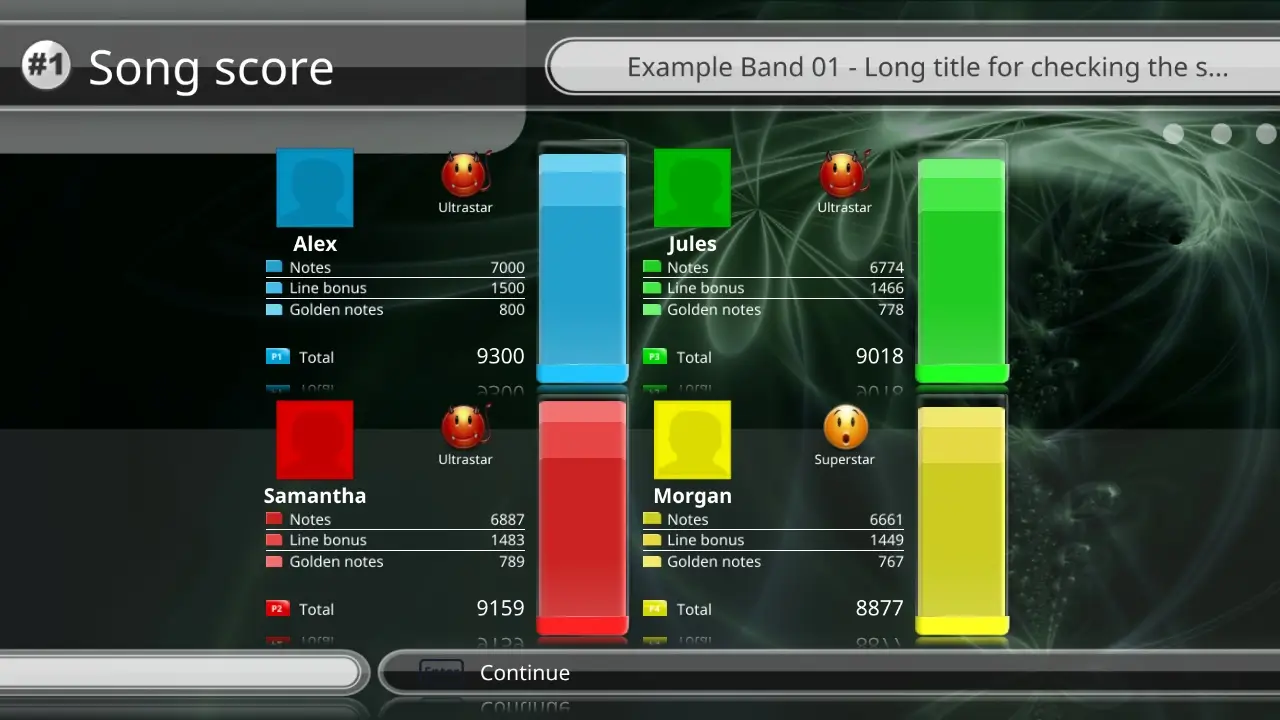 #1 Song score
Example Band 01 - Long title for checking the s...
Ultrastar
Alex
Notes 7000
Line bonus 1500
Golden notes 800
P1 Total 9300
Ultrastar
Jules
Notes 6774
Line bonus 1466
Golden notes 778
P3 Total 9018
Ultrastar
Samantha
Notes 6887
Line bonus 1483
Golden notes 789
P2 Total 9159
Superstar
Morgan
Notes 6661
Line bonus 1449
Golden notes 767
P4 Total 8877
Enter Continue